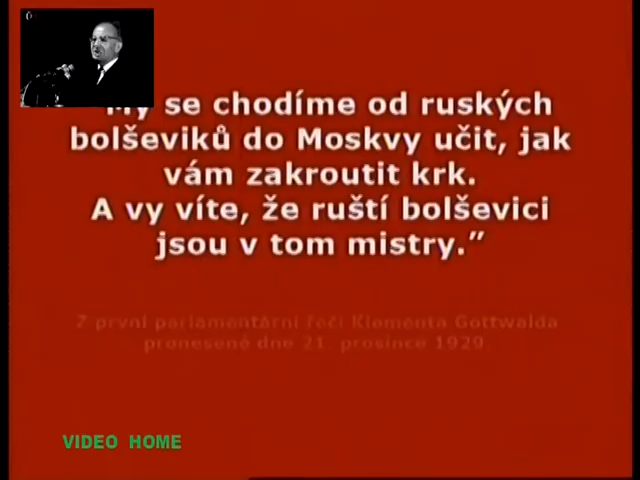 "My se chodíme od ruských
bolševiků do Moskvy učit, jak
vám zakroutit krk.
A vy víte, že ruští bolševici
jsou v tom mistry.”
Z první parlamentární řeči Klementa Gottwalda
pronesené dne 21. prosince 1929.
VIDEO HOME